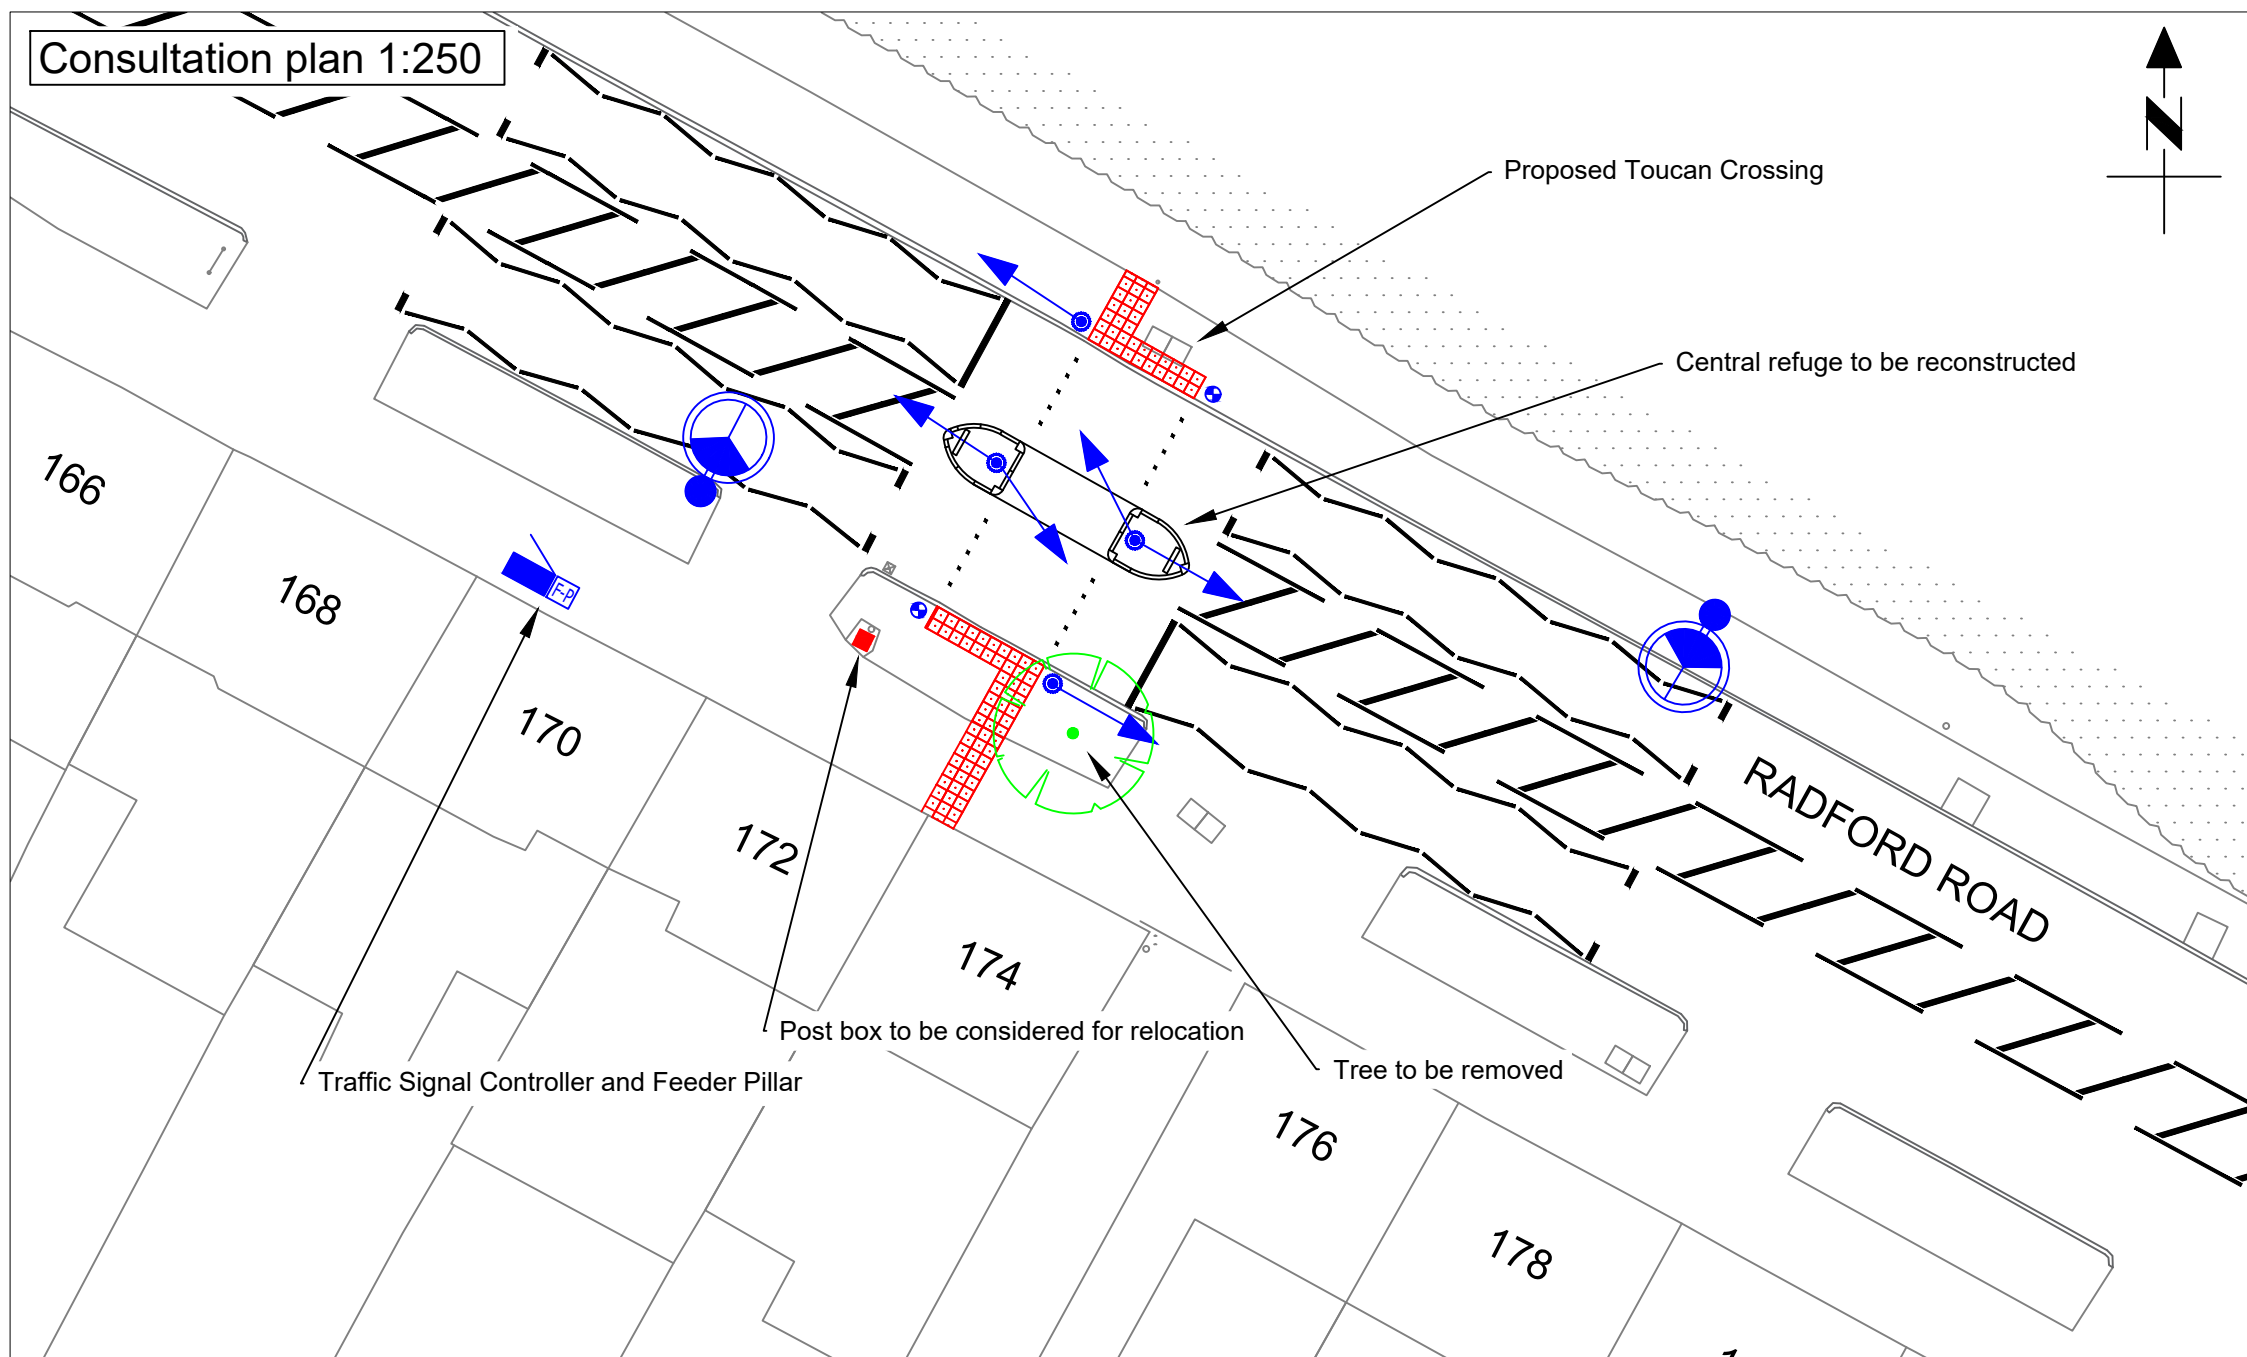 Consultation plan 1:250
N
Proposed Toucan Crossing
Central refuge to be reconstructed
166
168
F-P
170
172
174
RADFORD ROAD
Post box to be considered for relocation
Traffic Signal Controller and Feeder Pillar
Tree to be removed
176
178